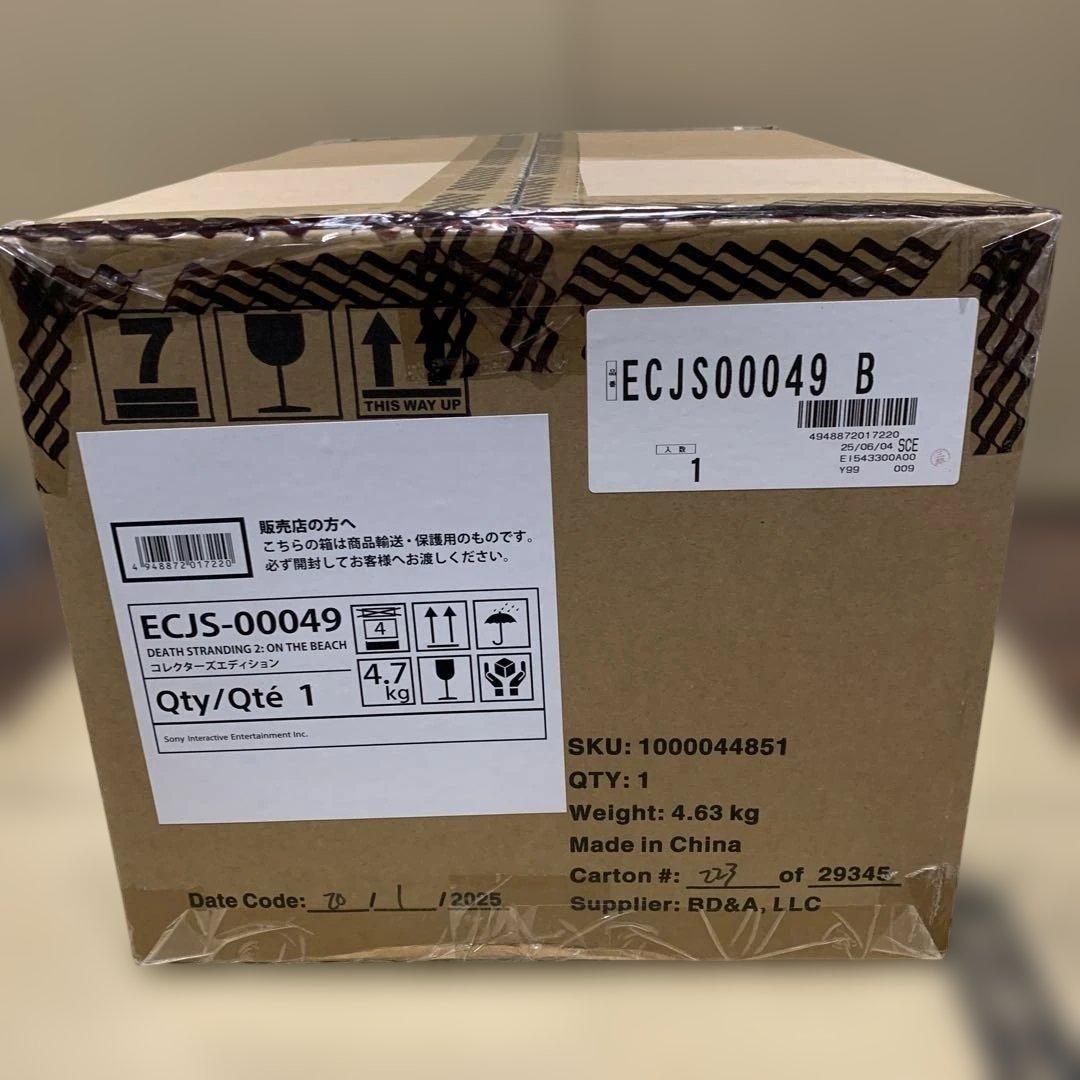 7
THIS WAY UP
ECJS00049 B
4948872017220
25/06/04 SCE
EI543300A00
Y99 009
入数
1
販売店の方へ
こちらの箱は商品輸送・保護用のものです。
必ず開封してお客様へお渡しください。
4 948872 017220
ECJS-00049
DEATH STRANDING 2: ON THE BEACH
コレクターズエディション
Qty/Qté 1
4
4.7
kg
Sony Interactive Entertainment Inc.
SKU: 1000044851
QTY: 1
Weight: 4.63 kg
Made in China
Carton #: 223 of 29345
Supplier: BD&A, LLC
Date Code: 20 / 1 / 2025